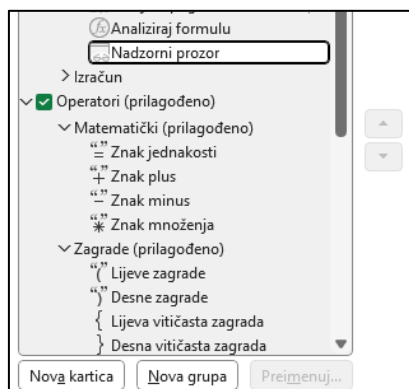 Analiziraj formulu
Nadzorni prozor
Izračun
Operatori (prilagođeno)
Matematički (prilagođeno)
“=” Znak jednakosti
“+” Znak plus
“−” Znak minus
“*” Znak množenja
Zagrade (prilagođeno)
“(” Lijeve zagrade
“)” Desne zagrade
{ Lijeva vitičasta zagrada
} Desna vitičasta zagrada
Nova kartica Nova grupa Preimenuj...